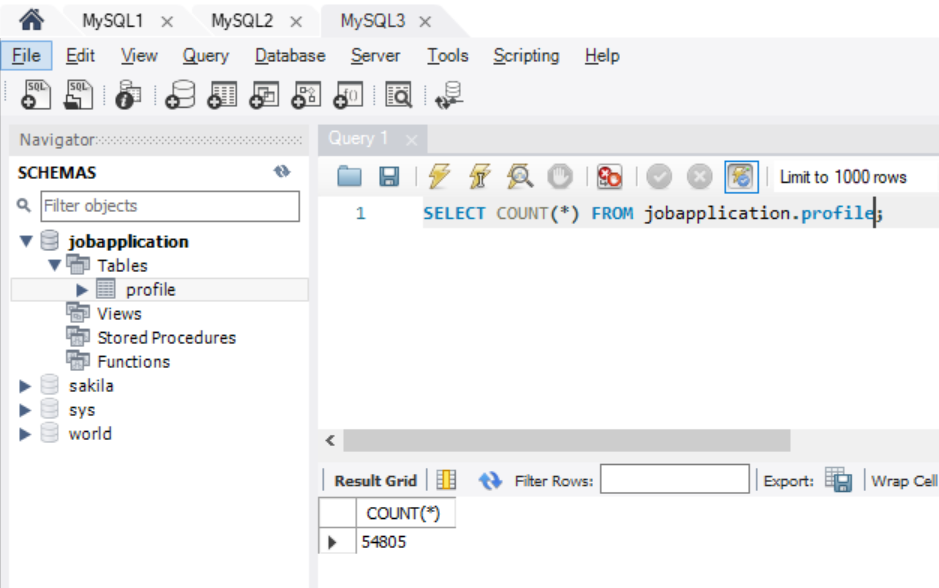 MySQL1 × MySQL2 × MySQL3 ×
File Edit View Query Database Server Tools Scripting Help
SQL SQL
Navigator
Query 1 ×
SCHEMAS
Filter objects
jobapplication
Tables
profile
Views
Stored Procedures
Functions
sakila
sys
world
Limit to 1000 rows
1 SELECT COUNT(*) FROM jobapplication.profile;
Result Grid Filter Rows: Export: Wrap Cell
COUNT(*)
54805